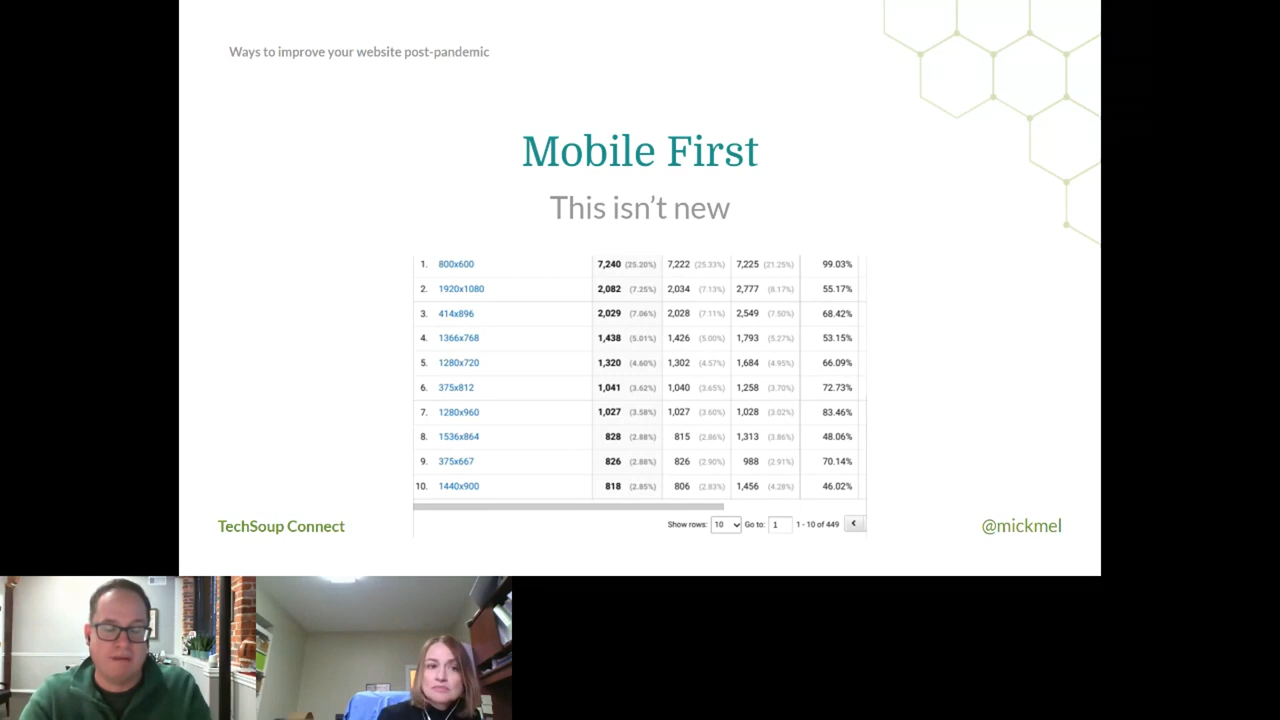 Ways to improve your website post-pandemic
Mobile First
This isn’t new
1. 800x600 7,240 (25.20%) 7,222 (25.33%) 7,225 (21.25%) 99.03%
2. 1920x1080 2,082 (7.25%) 2,034 (7.13%) 2,777 (8.17%) 55.17%
3. 414x896 2,029 (7.06%) 2,028 (7.11%) 2,549 (7.50%) 68.42%
4. 1366x768 1,438 (5.01%) 1,426 (5.00%) 1,793 (5.27%) 53.15%
5. 1280x720 1,320 (4.60%) 1,302 (4.57%) 1,684 (4.95%) 66.09%
6. 375x812 1,041 (3.62%) 1,040 (3.65%) 1,258 (3.70%) 72.73%
7. 1280x960 1,027 (3.58%) 1,027 (3.60%) 1,028 (3.02%) 83.46%
8. 1536x864 828 (2.88%) 815 (2.86%) 1,313 (3.86%) 48.06%
9. 375x667 826 (2.88%) 826 (2.90%) 988 (2.91%) 70.14%
10. 1440x900 818 (2.85%) 806 (2.83%) 1,456 (4.28%) 46.02%
Show rows: 10 Go to: 1 1 - 10 of 449
TechSoup Connect
@mickmel